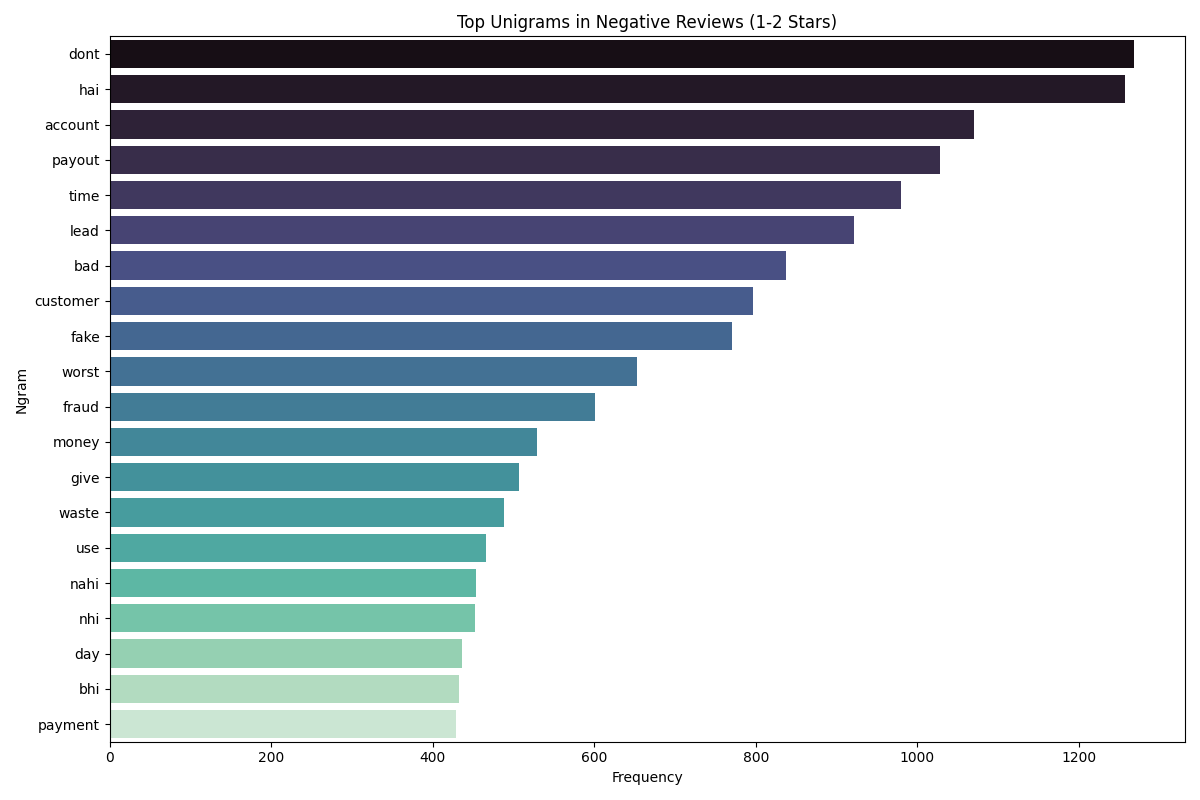 Top Unigrams in Negative Reviews (1-2 Stars)
dont
hai
account
payout
time
lead
bad
customer
fake
worst
fraud
money
give
waste
use
nahi
nhi
day
bhi
payment
Ngram
0 200 400 600 800 1000 1200
Frequency